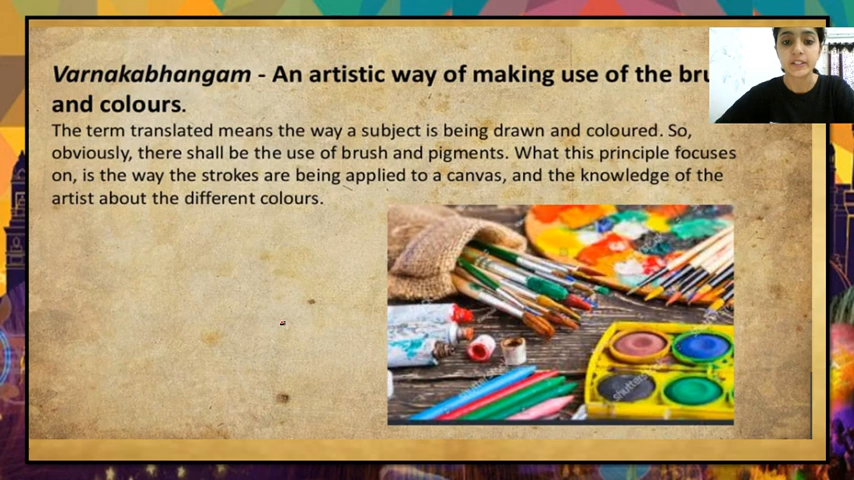 Varnakabhangam - An artistic way of making use of the
and colours.
The term translated means the way a subject is being drawn and coloured. So,
obviously, there shall be the use of brush and pigments. What this principle focuses
on, is the way the strokes are being applied to a canvas, and the knowledge of the
artist about the different colours.